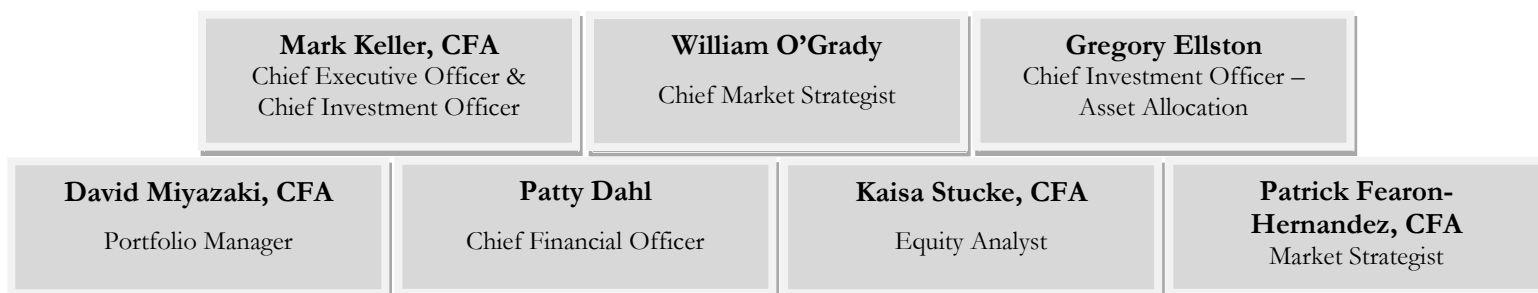 Mark Keller, CFA
Chief Executive Officer &
Chief Investment Officer
William O’Grady
Chief Market Strategist
Gregory Ellston
Chief Investment Officer –
Asset Allocation
David Miyazaki, CFA
Portfolio Manager
Patty Dahl
Chief Financial Officer
Kaisa Stucke, CFA
Equity Analyst
Patrick Fearon-
Hernandez, CFA
Market Strategist